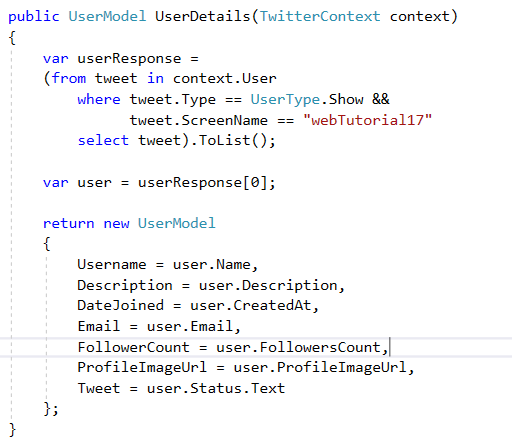 public UserModel UserDetails(TwitterContext context)
{
var userResponse =
(from tweet in context.User
where tweet.Type == UserType.Show &&
tweet.ScreenName == "webTutorial17"
select tweet).ToList();
var user = userResponse[0];
return new UserModel
{
Username = user.Name,
Description = user.Description,
DateJoined = user.CreatedAt,
Email = user.Email,
FollowerCount = user.FollowersCount,
ProfileImageUrl = user.ProfileImageUrl,
Tweet = user.Status.Text
};
}